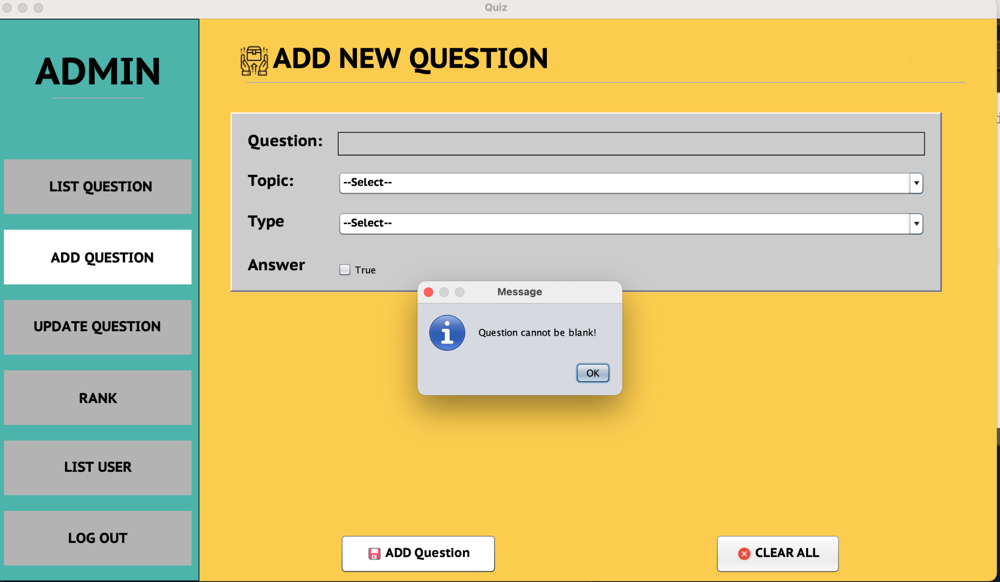 Quiz
ADMIN
LIST QUESTION
ADD QUESTION
UPDATE QUESTION
RANK
LIST USER
LOG OUT
ADD NEW QUESTION
Question:
Topic:
--Select--
Type
--Select--
Answer
True
Message
Question cannot be blank!
OK
ADD Question
CLEAR ALL